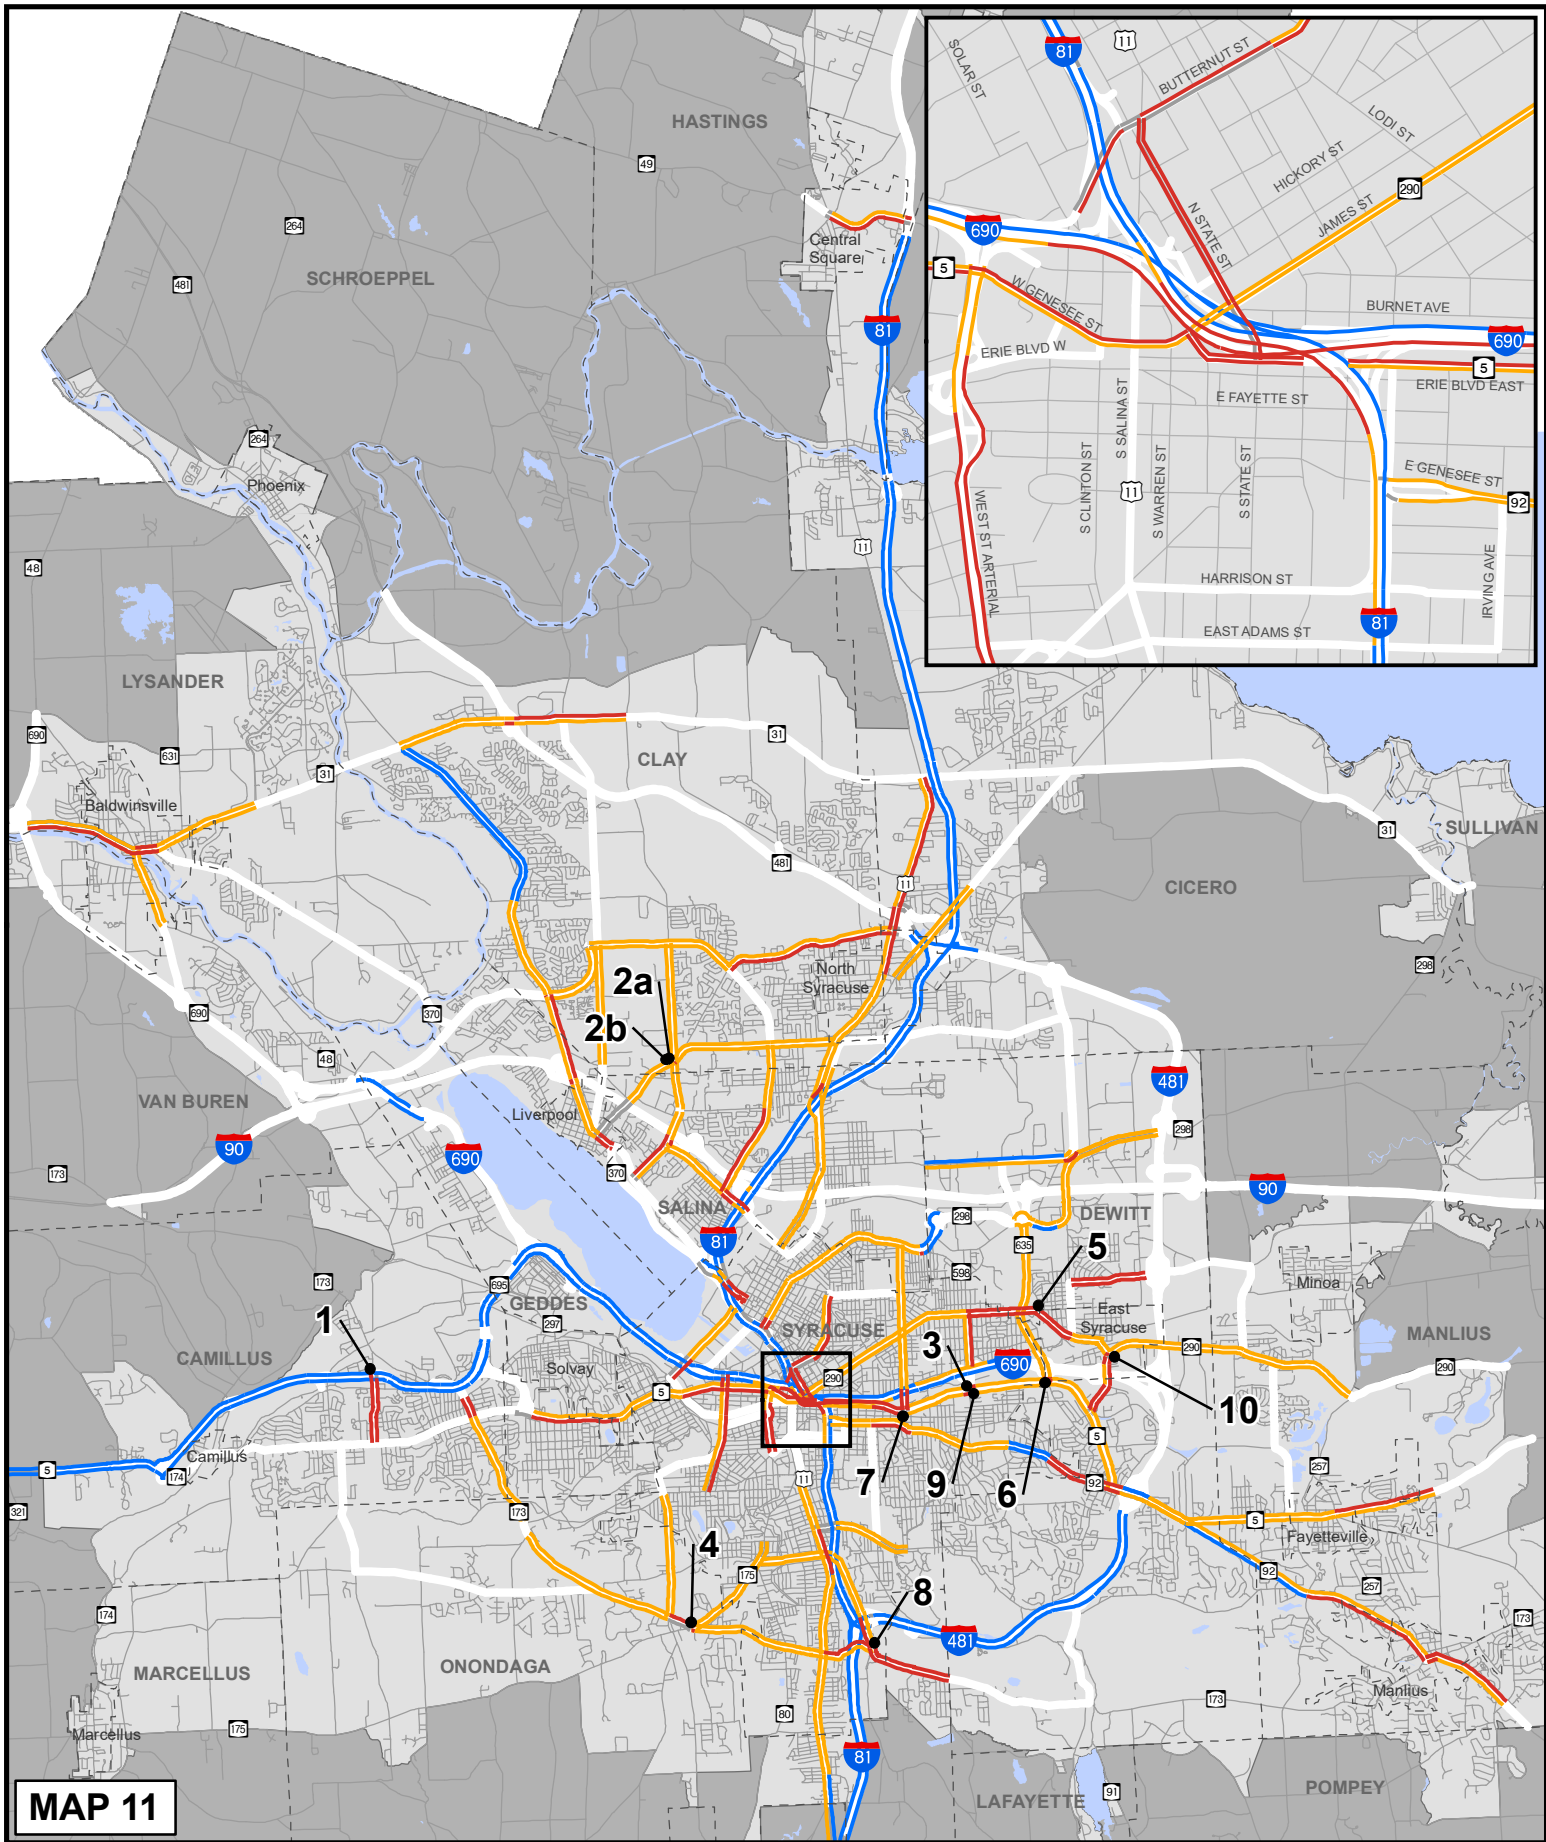 HASTINGS
49
264
SCHROEPPEL
481
Central
Square
81
11
264
Phoenix
48
LYSANDER
690
631
31
Baldwinsville
CLAY
31
481
11
31
SULLIVAN
CICERO
298
North
Syracuse
2a
2b
370
690
48
VAN BUREN
90
690
173
Liverpool
370
SALINA
81
481
298
90
298
DEWITT
635
5
598
Minoa
173
695
GEDDES
297
1
CAMILLUS
Solvay
5
SYRACUSE
290
3
690
East
Syracuse
290
MANLIUS
290
10
Camillus
5
174
321
173
11
7
9
6
5
92
257
5
Fayetteville
92
257
173
4
175
8
481
174
MARCELLUS
ONONDAGA
Marcellus
175
80
81
173
Manlius
LAFAYETTE
91
POMPEY
MAP 11
SOLAR ST
81
11
BUTTERNUT ST
LODI ST
HICKORY ST
290
JAMES ST
N STATE ST
690
5
W GENESEE ST
ERIE BLVD W
BURNET AVE
690
5
ERIE BLVD EAST
E FAYETTE ST
S SALINA ST
S CLINTON ST
S WARREN ST
S STATE ST
11
E GENESEE ST
92
WEST ST ARTERIAL
HARRISON ST
IRVING AVE
EAST ADAMS ST
81